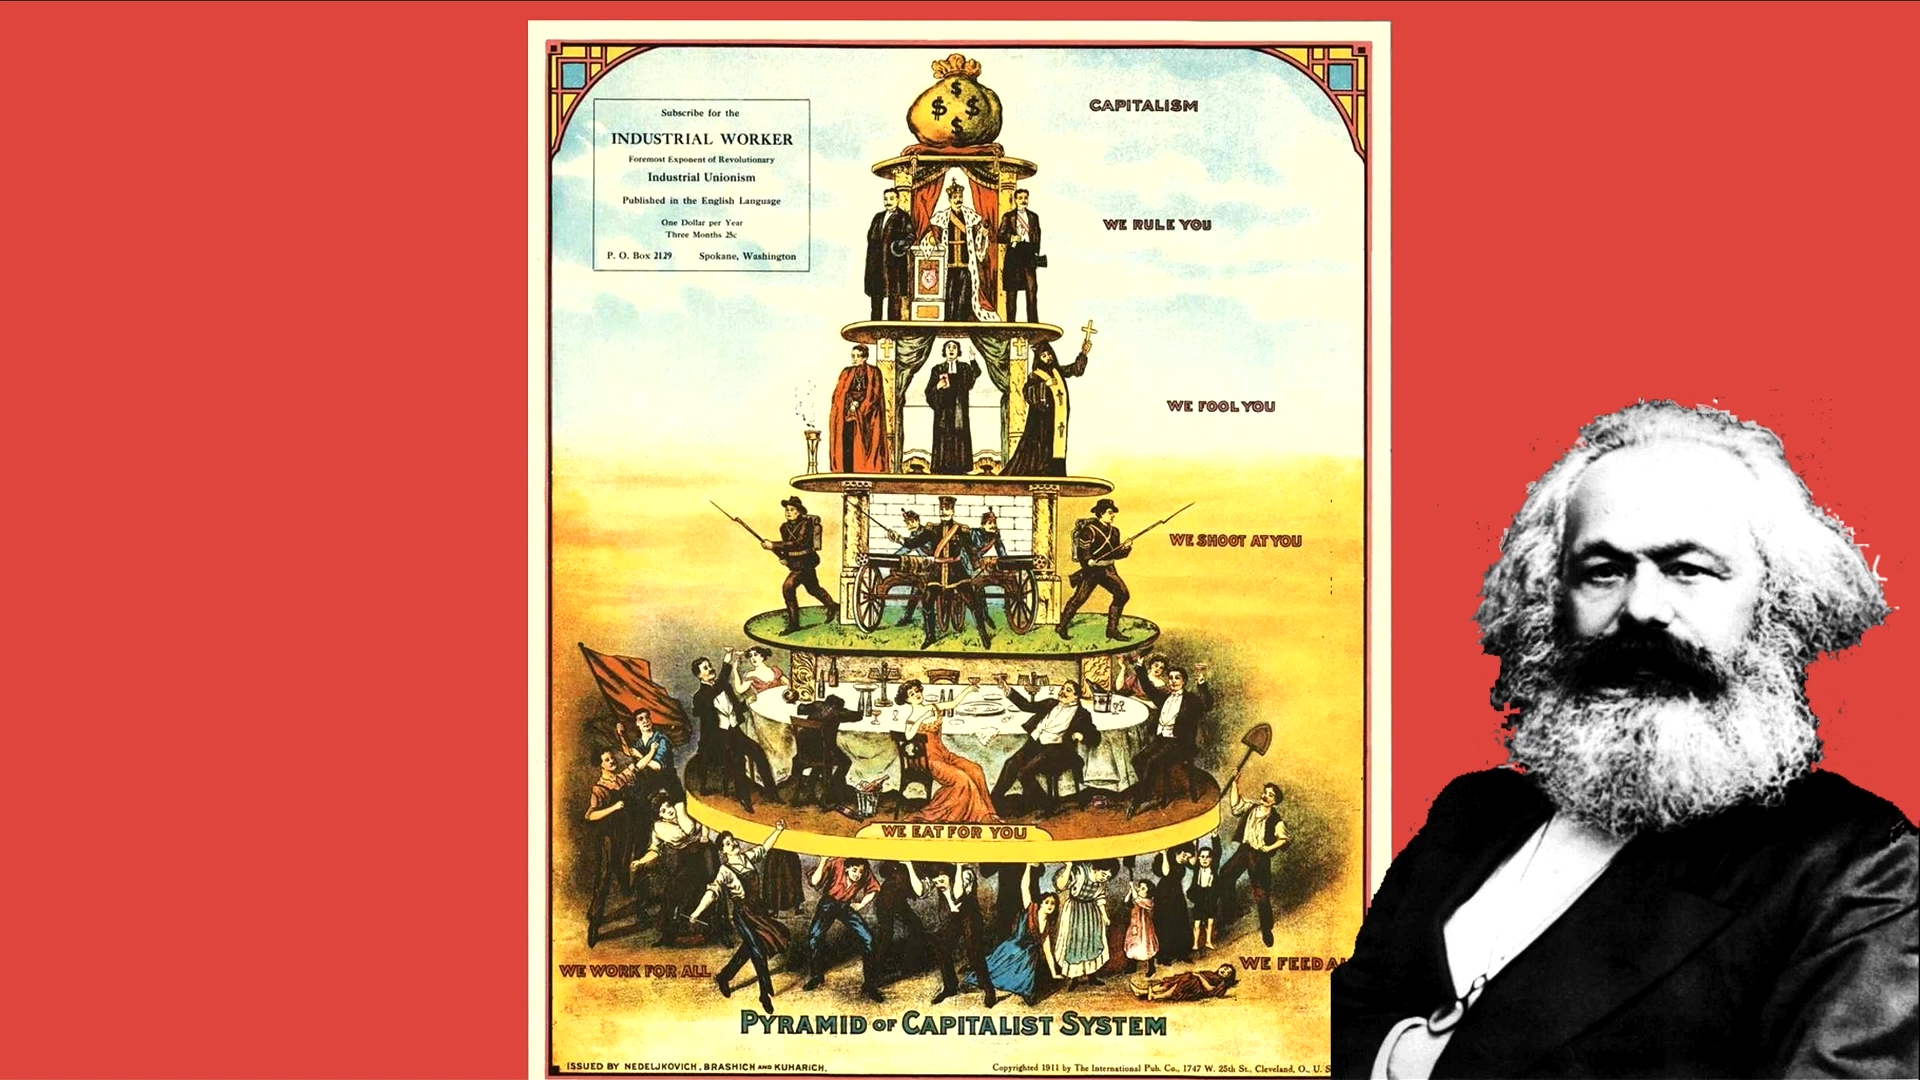 Subscribe for the
INDUSTRIAL WORKER
Foremost Exponent of Revolutionary
Industrial Unionism
Published in the English Language
One Dollar per Year
Three Months 25c
P. O. Box 2129 Spokane, Washington
CAPITALISM
WE RULE YOU
WE FOOL YOU
WE SHOOT AT YOU
WE EAT FOR YOU
WE WORK FOR ALL
WE FEED A
PYRAMID OF CAPITALIST SYSTEM
ISSUED BY NEDELJKOVICH, BRASHICH AND KUHARICH.
Copyrighted 1911 by The International Pub. Co., 1747 W. 25th St., Cleveland, O., U. S